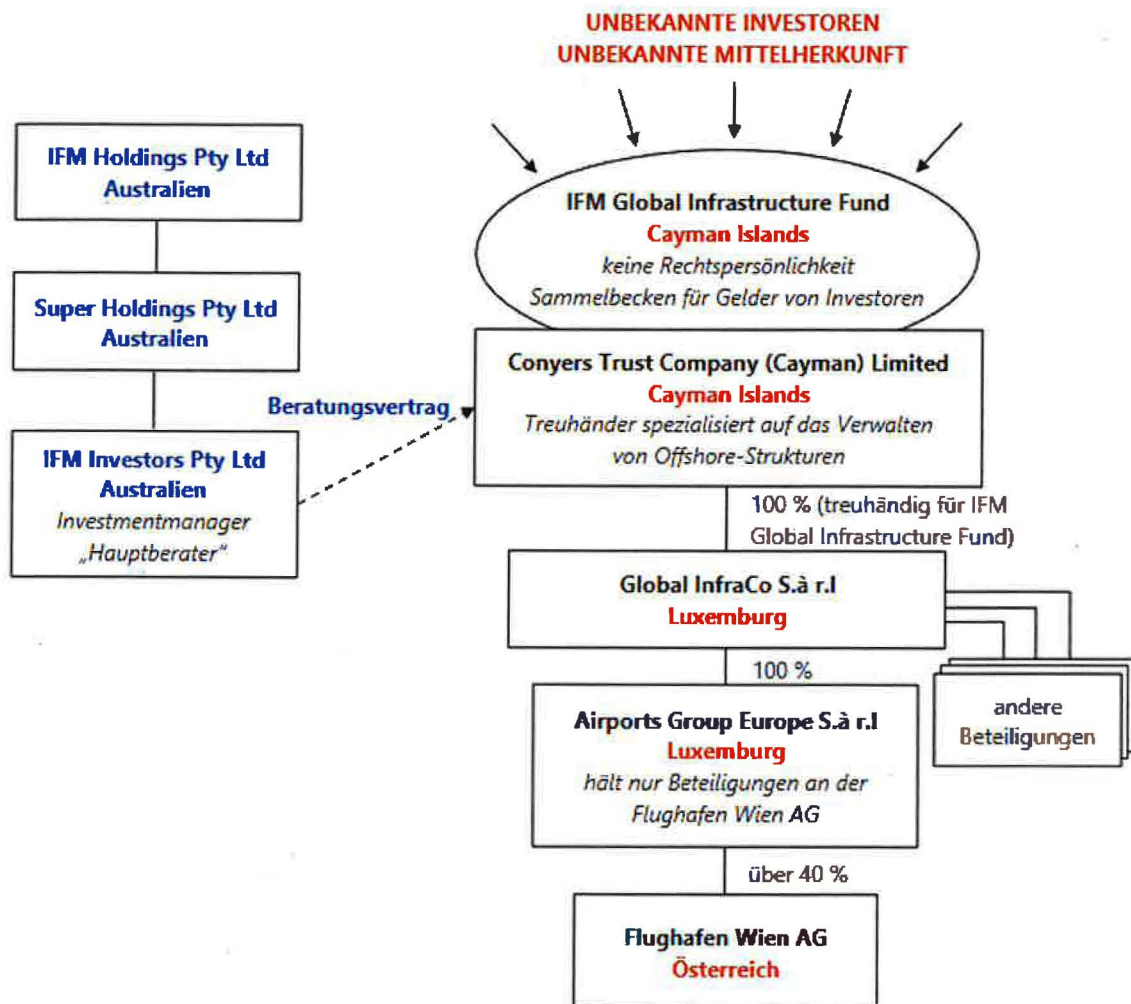 UNBEKANNTE INVESTOREN
UNBEKANNTE MITTELHERKUNFT
IFM Holdings Pty Ltd
Australien
Super Holdings Pty Ltd
Australien
IFM Investors Pty Ltd
Australien
Investmentmanager
„Hauptberater“
Beratungsvertrag
IFM Global Infrastructure Fund
Cayman Islands
keine Rechtspersönlichkeit
Sammelbecken für Gelder von Investoren
Conyers Trust Company (Cayman) Limited
Cayman Islands
Treuhänder spezialisiert auf das Verwalten
von Offshore-Strukturen
100 % (treuhändig für IFM
Global Infrastructure Fund)
Global InfraCo S.à r.l
Luxemburg
100 %
andere
Beteiligungen
Airports Group Europe S.à r.l
Luxemburg
hält nur Beteiligungen an der
Flughafen Wien AG
über 40 %
Flughafen Wien AG
Österreich